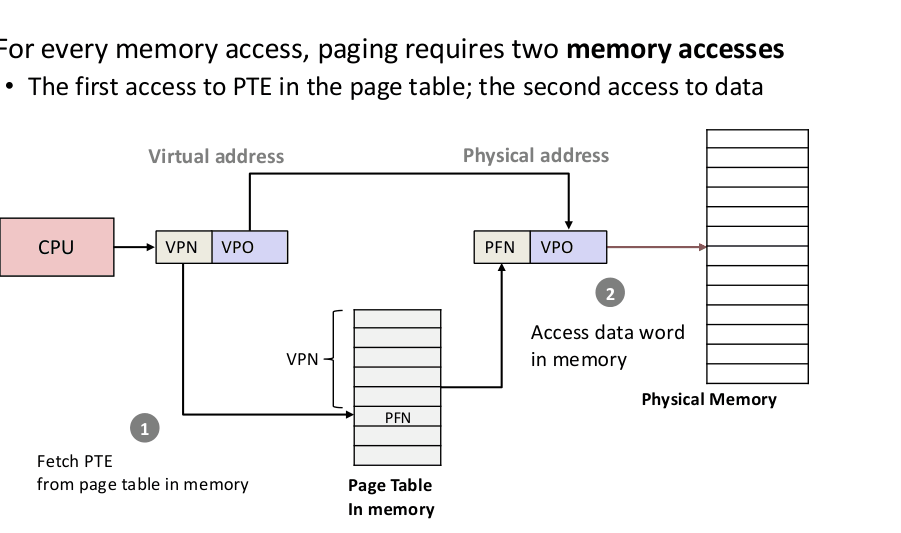 For every memory access, paging requires two memory accesses
• The first access to PTE in the page table; the second access to data
Virtual address
Physical address
CPU
VPN
VPO
PFN
VPO
2
Access data word
in memory
VPN
PFN
Physical Memory
1
Fetch PTE
from page table in memory
Page Table
In memory